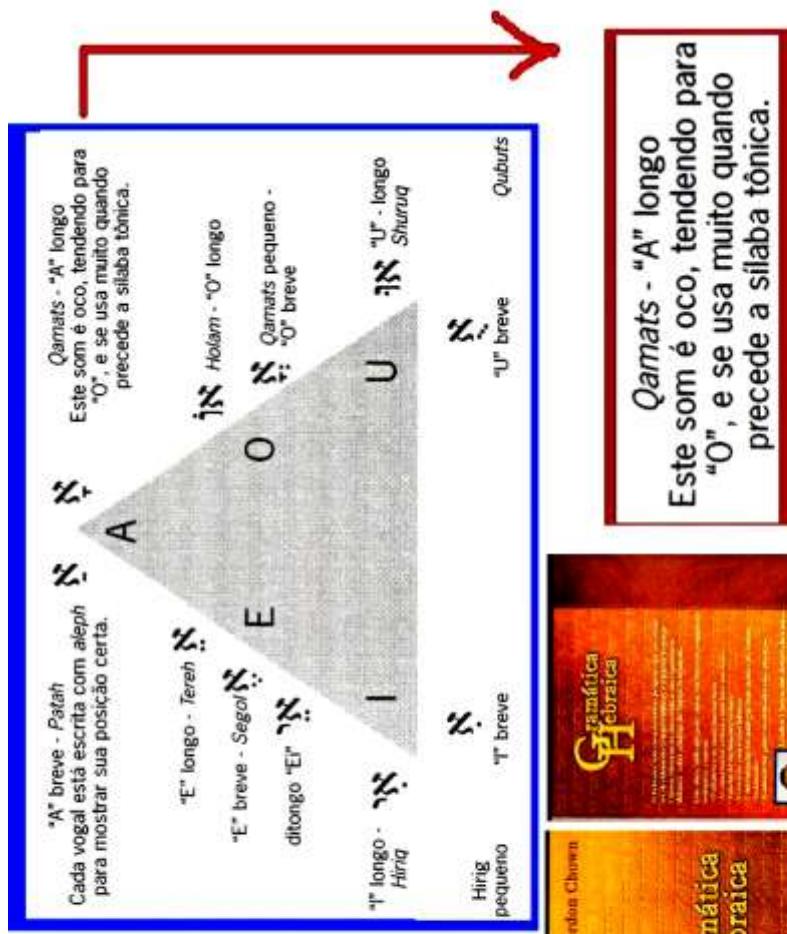 "A" breve - Patah
Cada vogal está escrita com aleph
para mostrar sua posição certa.
Qamats - "A" longo
Este som é oco, tendendo para
"O", e se usa muito quando
precede a sílaba tônica.
אַ
אָ
A
"E" longo - Tereh
אֵ
"E" breve - Segol
אֶ
ditongo "EI"
אֵי
E
אוֹ
Holam - "O" longo
O
Qamats pequeno -
"O" breve
"I" longo -
Hiriq
אִי
I
U
אוּ
"U" - longo
Shuruq
Hirig
pequeno
אִ
"I" breve
אֻ
"U" breve
Qubuts
Qamats - "A" longo
Este som é oco, tendendo para
"O", e se usa muito quando
precede a sílaba tônica.
Gramática
Hebraica
rdon Chown
mática
braica